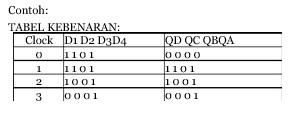 Contoh:
TABEL KEBENARAN:
Clock D1 D2 D3D4 QD QC QBQA
0 1 1 0 1 0 0 0 0
1 1 1 0 1 1 1 0 1
2 1 0 0 1 1 0 0 1
3 0 0 0 1 0 0 0 1